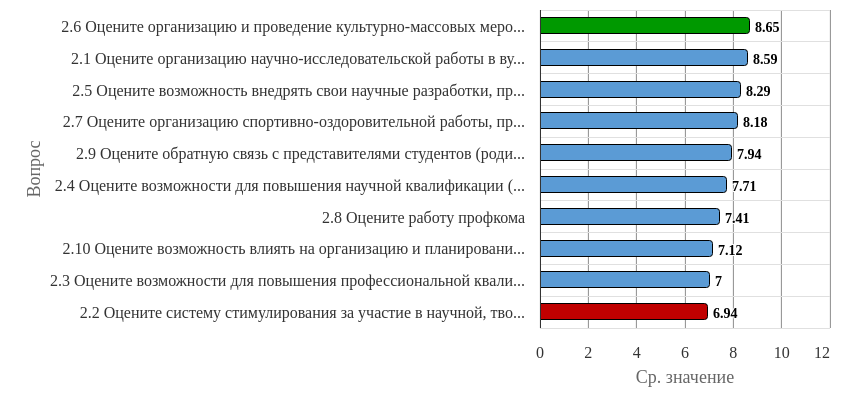 2.6 Оцените организацию и проведение культурно-массовых меро... 8.65
2.1 Оцените организацию научно-исследовательской работы в ву... 8.59
2.5 Оцените возможность внедрять свои научные разработки, пр... 8.29
2.7 Оцените организацию спортивно-оздоровительной работы, пр... 8.18
2.9 Оцените обратную связь с представителями студентов (роди... 7.94
2.4 Оцените возможности для повышения научной квалификации (... 7.71
2.8 Оцените работу профкома 7.41
2.10 Оцените возможность влиять на организацию и планировани... 7.12
2.3 Оцените возможности для повышения профессиональной квали... 7
2.2 Оцените систему стимулирования за участие в научной, тво... 6.94
Вопрос
0 2 4 6 8 10 12
Ср. значение